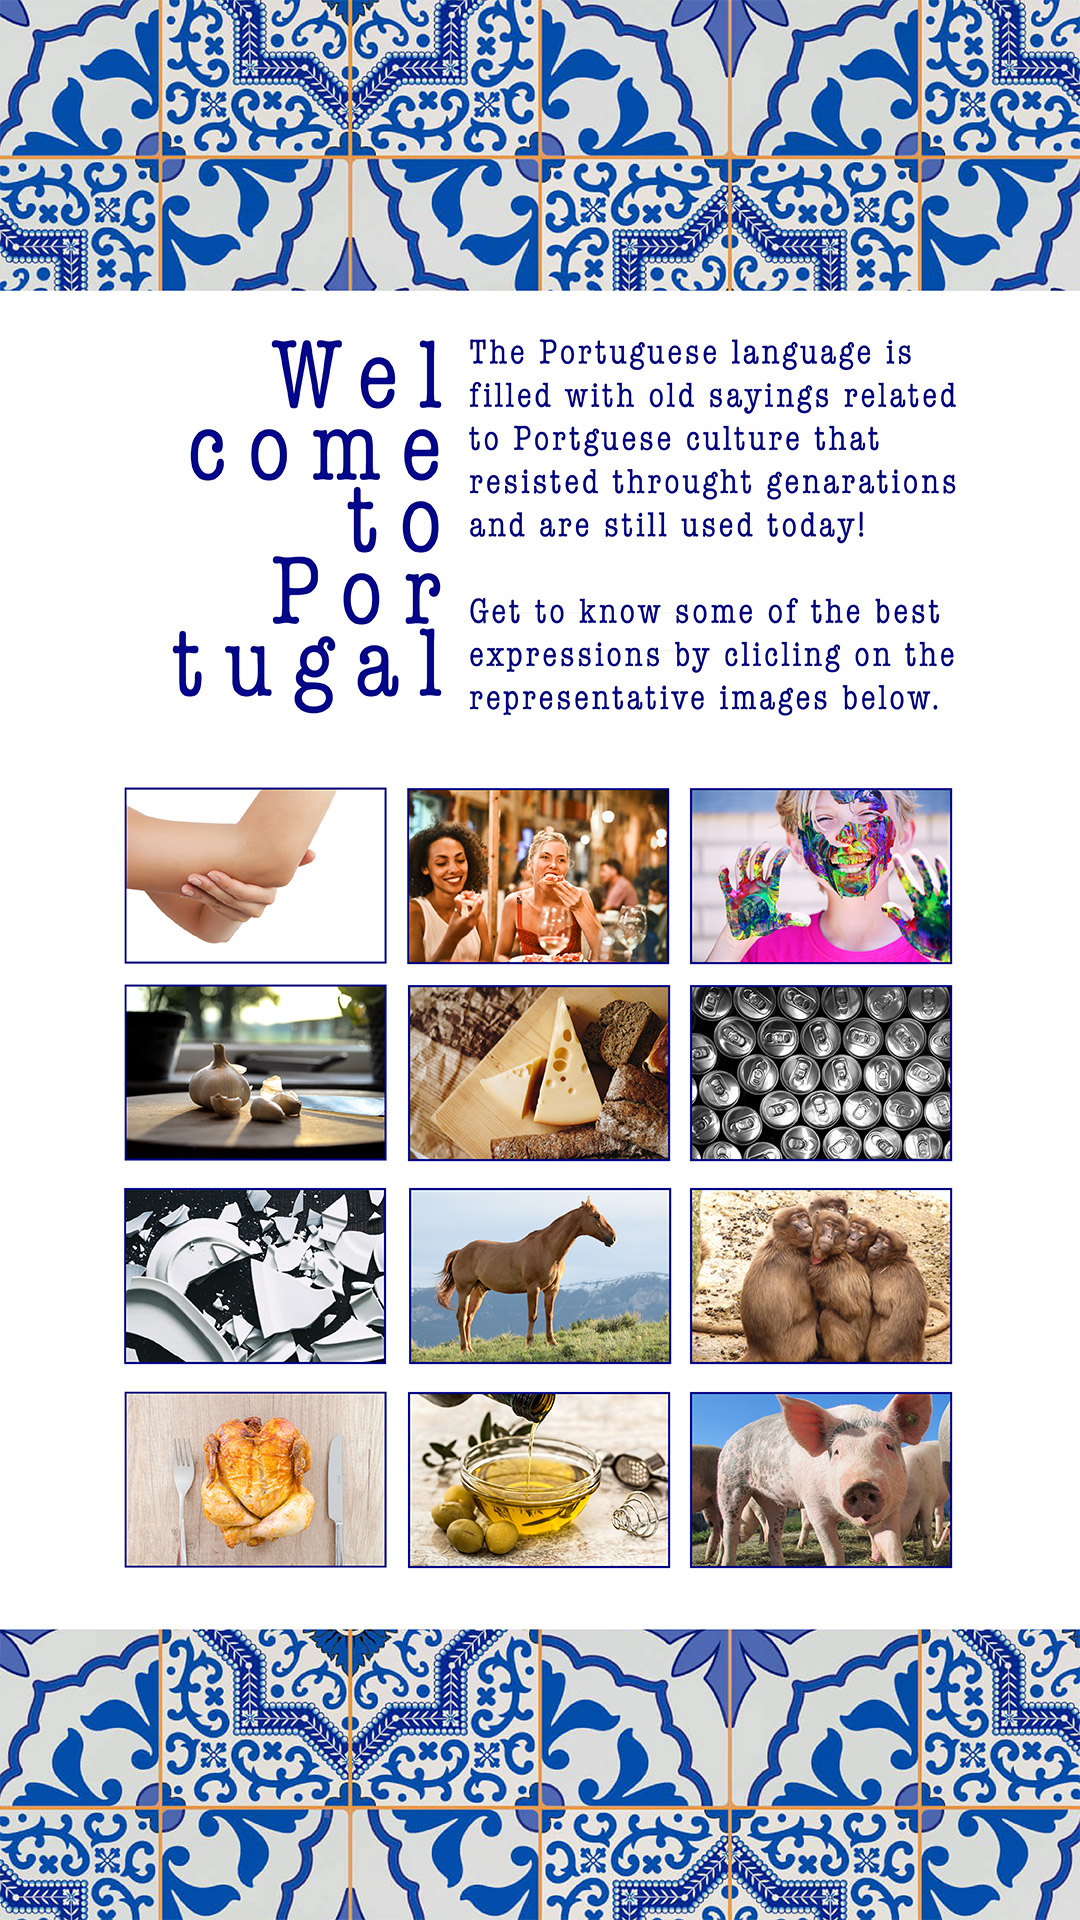 Wel
come
to
Por
tugal
The Portuguese language is
filled with old sayings related
to Portguese culture that
resisted throught genarations
and are still used today!
Get to know some of the best
expressions by clicling on the
representative images below.